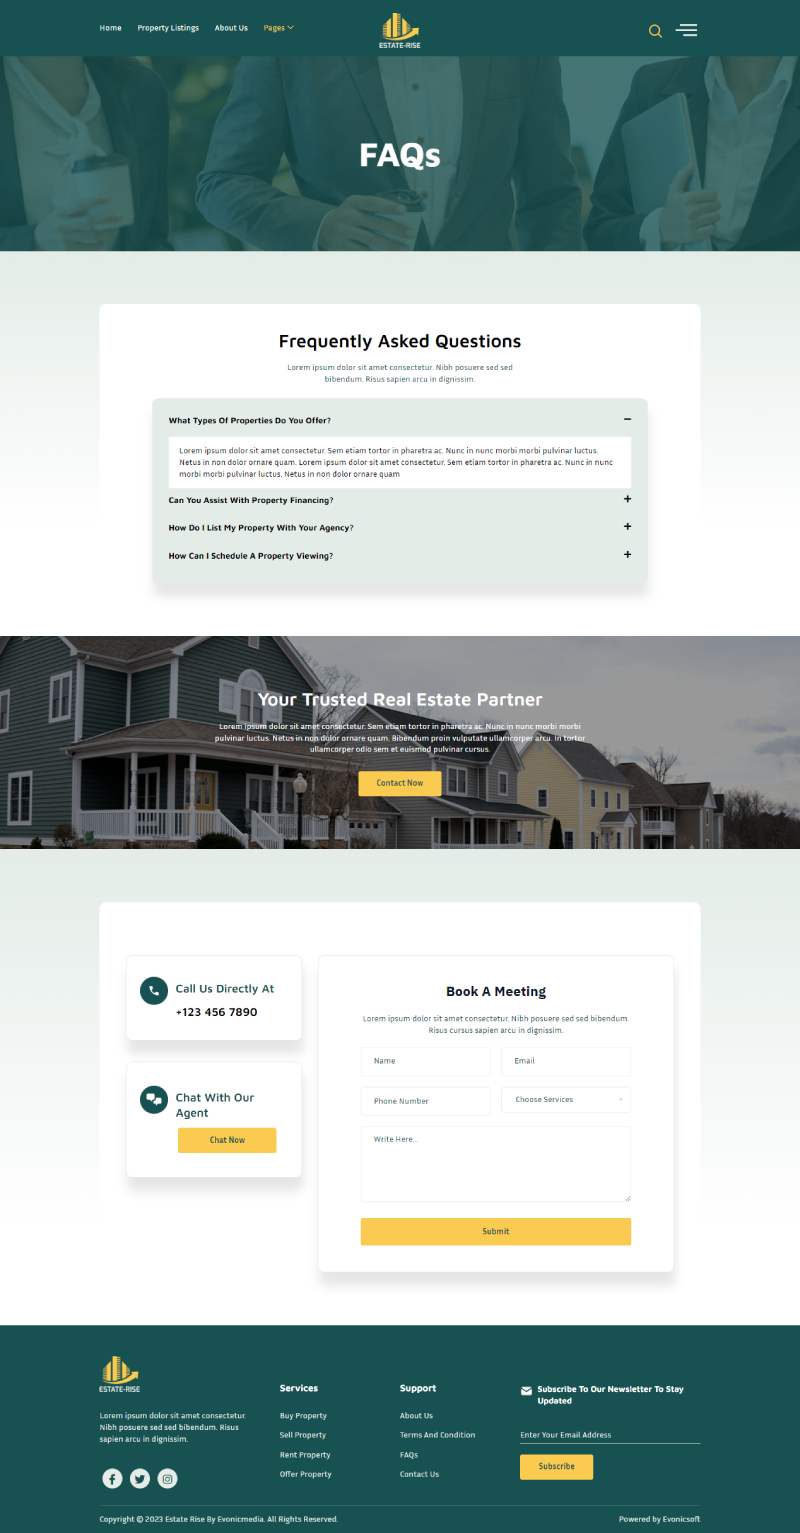 Home
Property Listings
About Us
Pages
ESTATE-RISE
FAQs
Frequently Asked Questions
Lorem ipsum dolor sit amet consectetur. Nibh posuere sed sed
bibendum. Risus sapien arcu in dignissim.
What Types Of Properties Do You Offer?
Lorem ipsum dolor sit amet consectetur. Sem etiam tortor in pharetra ac. Nunc in nunc morbi morbi pulvinar luctus.
Netus in non dolor ornare quam. Lorem ipsum dolor sit amet consectetur. Sem etiam tortor in pharetra ac. Nunc in nunc
morbi morbi pulvinar luctus. Netus in non dolor ornare quam
Can You Assist With Property Financing?
How Do I List My Property With Your Agency?
How Can I Schedule A Property Viewing?
Your Trusted Real Estate Partner
Lorem ipsum dolor sit amet consectetur. Sem etiam tortor in pharetra ac. Nunc in nunc morbi morbi
pulvinar luctus. Netus in non dolor ornare quam. Bibendum proin vulputate ullamcorper arcu. In tortor
ullamcorper odio sem et euismod pulvinar cursus.
Contact Now
Call Us Directly At
+123 456 7890
Chat With Our
Agent
Chat Now
Book A Meeting
Lorem ipsum dolor sit amet consectetur. Nibh posuere sed sed bibendum.
Risus cursus sapien arcu in dignissim.
Name
Email
Phone Number
Choose Services
Write Here...
Submit
ESTATE-RISE
Lorem ipsum dolor sit amet consectetur.
Nibh posuere sed sed bibendum. Risus
sapien arcu in dignissim.
Services
Buy Property
Sell Property
Rent Property
Offer Property
Support
About Us
Terms And Condition
FAQs
Contact Us
Subscribe To Our Newsletter To Stay
Updated
Enter Your Email Address
Subscribe
Copyright © 2023 Estate Rise By Evonicmedia. All Rights Reserved.
Powered by Evonicsoft